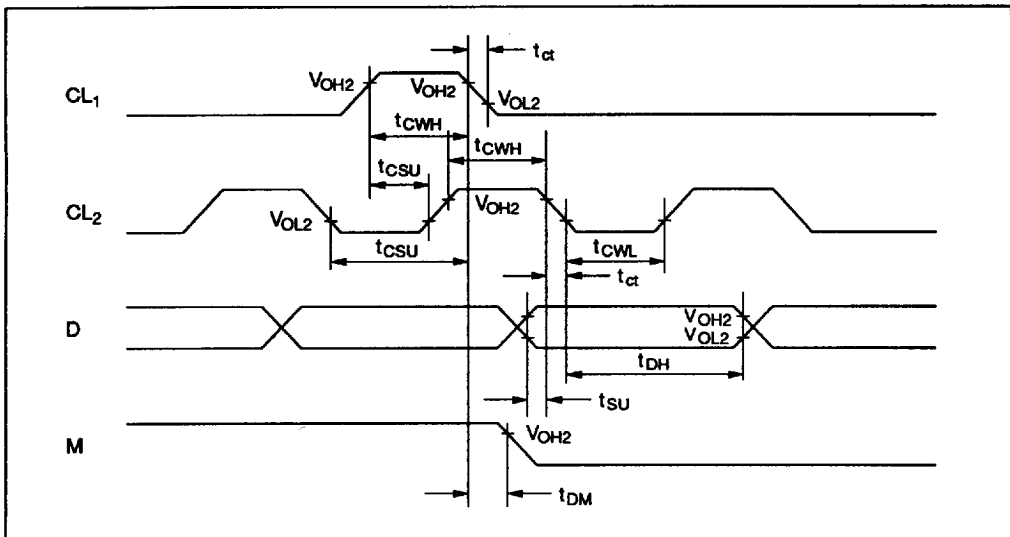 t_ct
V_OH2 V_OH2 V_OL2
CL_1
t_CWH
t_CWH
t_CSU
V_OH2
CL_2
V_OL2
t_CSU
t_CWL
t_ct
D
V_OH2
V_OL2
t_DH
t_SU
V_OH2
M
t_DM